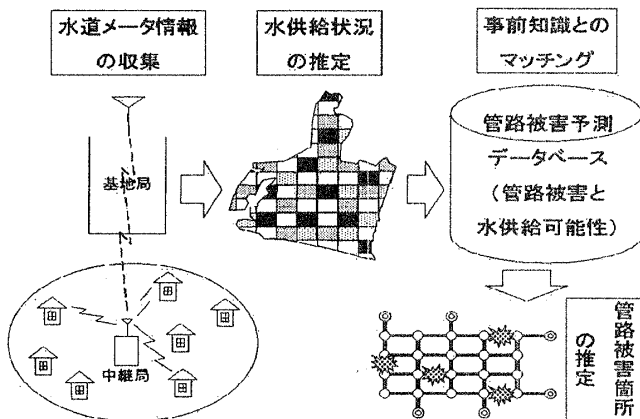 水道メータ情報
の収集
水供給状況
の推定
事前知識との
マッチング
基地局
管路被害予測
データベース
(管路被害と
水供給可能性)
中継局
管路被害箇所
の推定